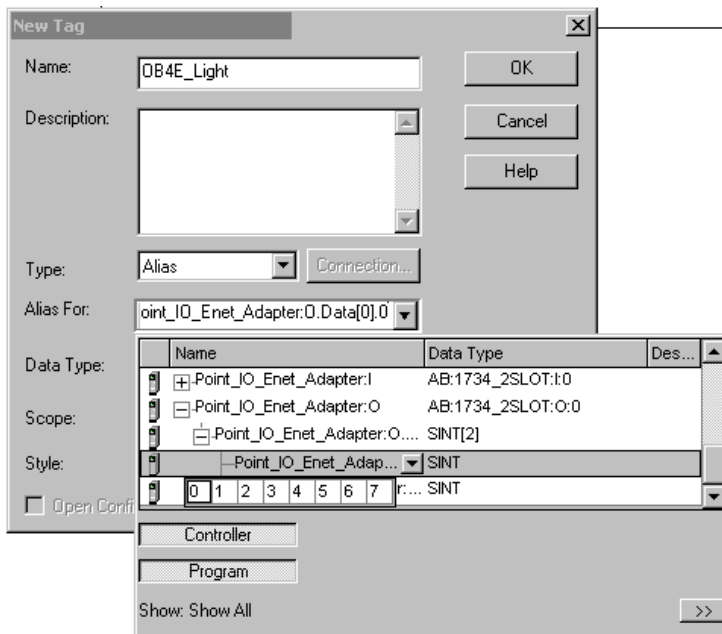 New Tag
Name:
OB4E_Light
OK
Description:
Cancel
Help
Type:
Alias
Connection...
Alias For:
oint_IO_Enet_Adapter:O.Data[0].0
Data Type:
Name Data Type Des...
Point_IO_Enet_Adapter:I AB:1734_2SLOT:I:0
Point_IO_Enet_Adapter:O AB:1734_2SLOT:O:0
Scope:
Point_IO_Enet_Adapter:O.... SINT[2]
Style:
Point_IO_Enet_Adap... SINT
0 1 2 3 4 5 6 7 r:... SINT
Open Confi
Controller
Program
Show: Show All
>>